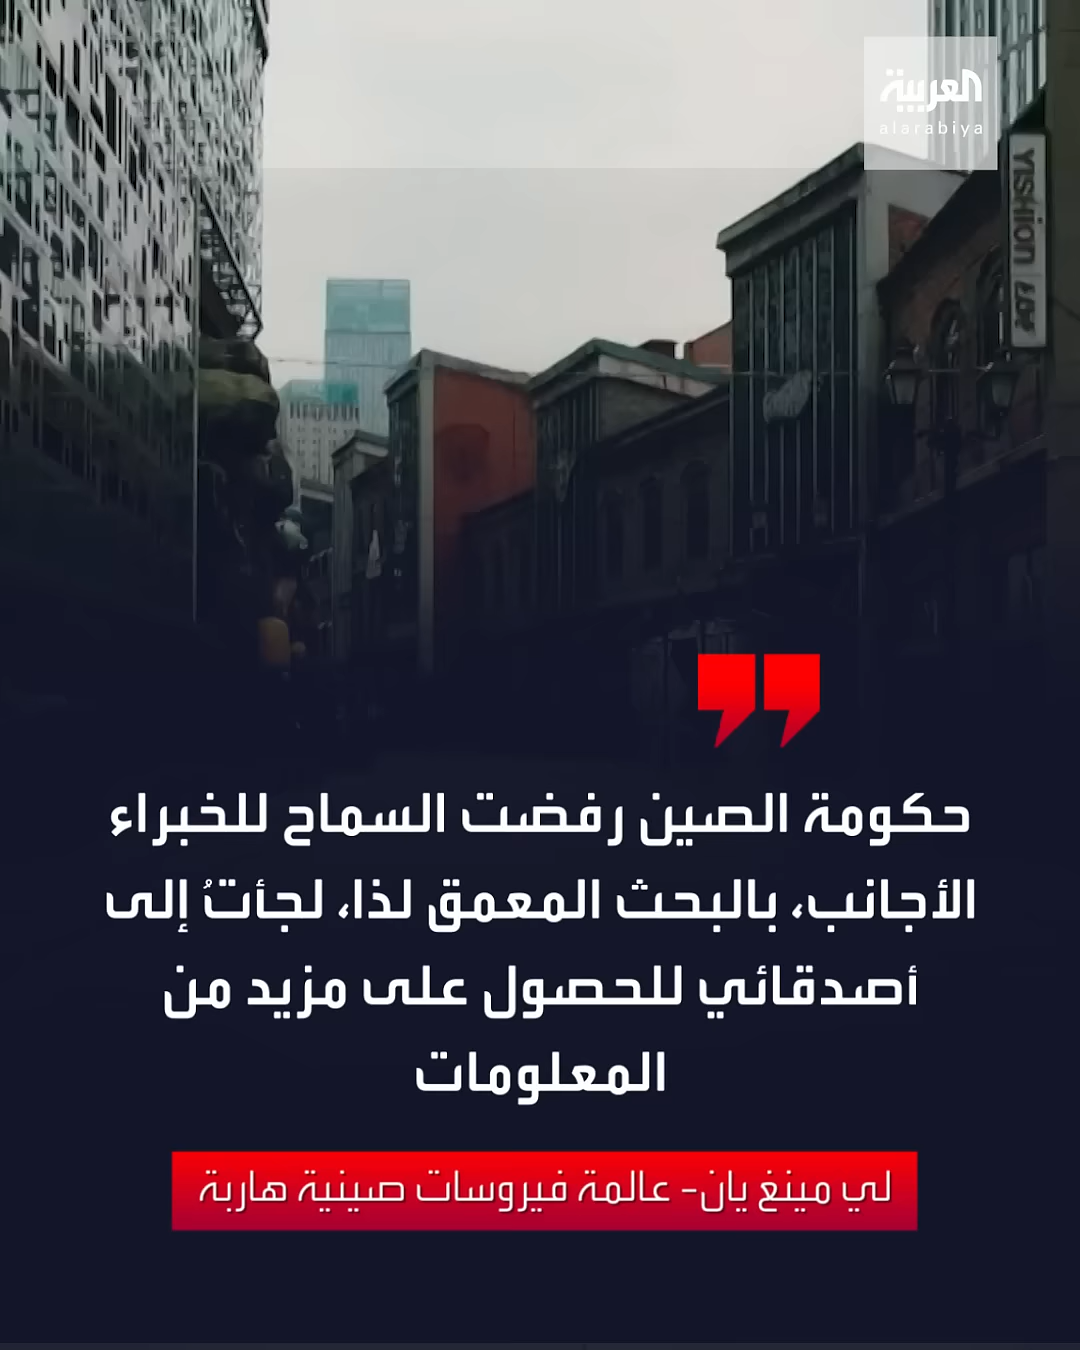 العربية
alarabiya
YISHION
حكومة الصين رفضت السماح للخبراء
الأجانب، بالبحث المعمق لذا، لجأتُ إلى
أصدقائي للحصول على مزيد من
المعلومات
لي مينغ يان- عالمة فيروسات صينية هاربة